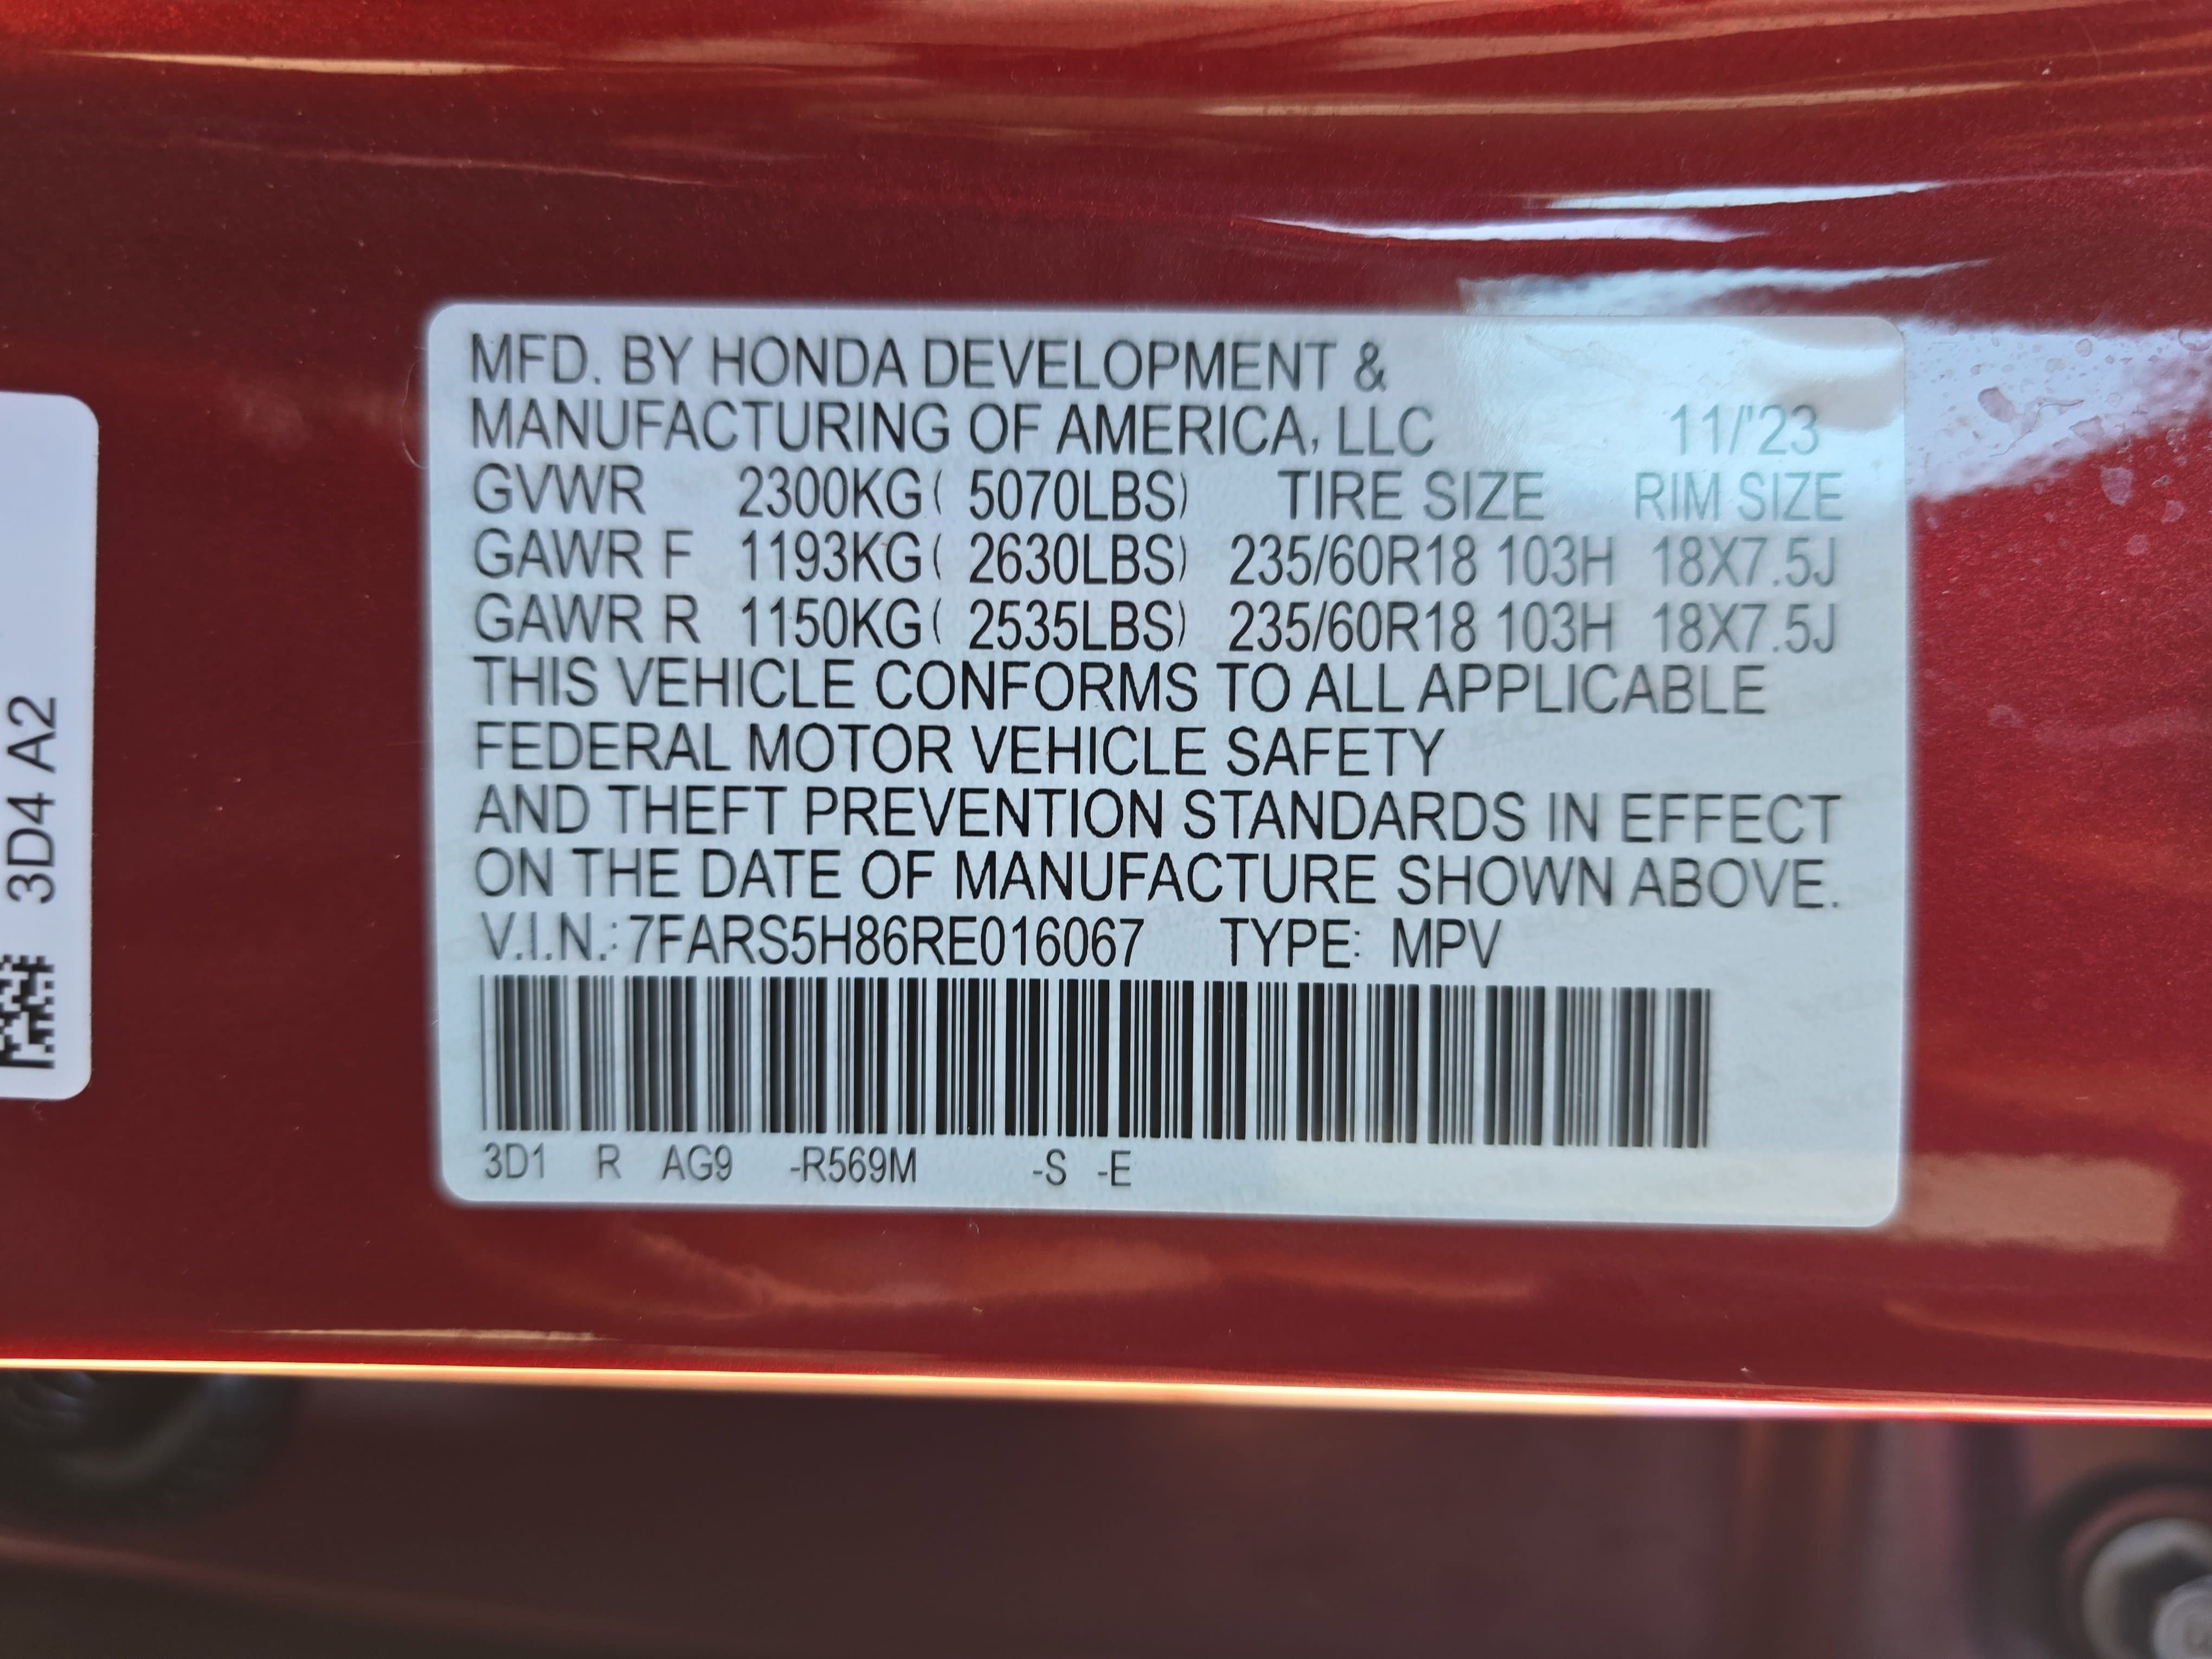 MFD. BY HONDA DEVELOPMENT &
MANUFACTURING OF AMERICA, LLC 11/'23
GVWR 2300KG( 5070LBS) TIRE SIZE RIM SIZE
GAWR F 1193KG( 2630LBS) 235/60R18 103H 18X7.5J
GAWR R 1150KG( 2535LBS) 235/60R18 103H 18X7.5J
THIS VEHICLE CONFORMS TO ALL APPLICABLE
FEDERAL MOTOR VEHICLE SAFETY
AND THEFT PREVENTION STANDARDS IN EFFECT
ON THE DATE OF MANUFACTURE SHOWN ABOVE.
V.I.N.: 7FARS5H86RE016067 TYPE: MPV
3D1 R AG9 -R569M -S -E
3D4 A2